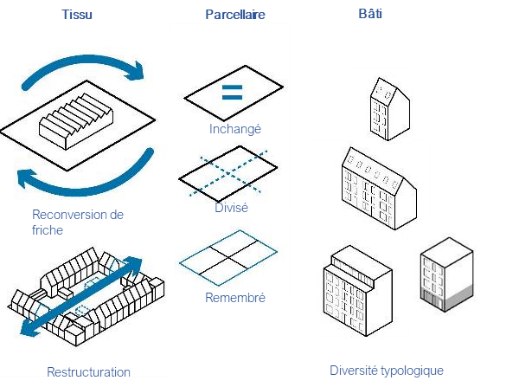 Tissu
Parcellaire
Bâti
Inchangé
Divisé
Reconversion de
friche
Remembré
Restructuration
Diversité typologique